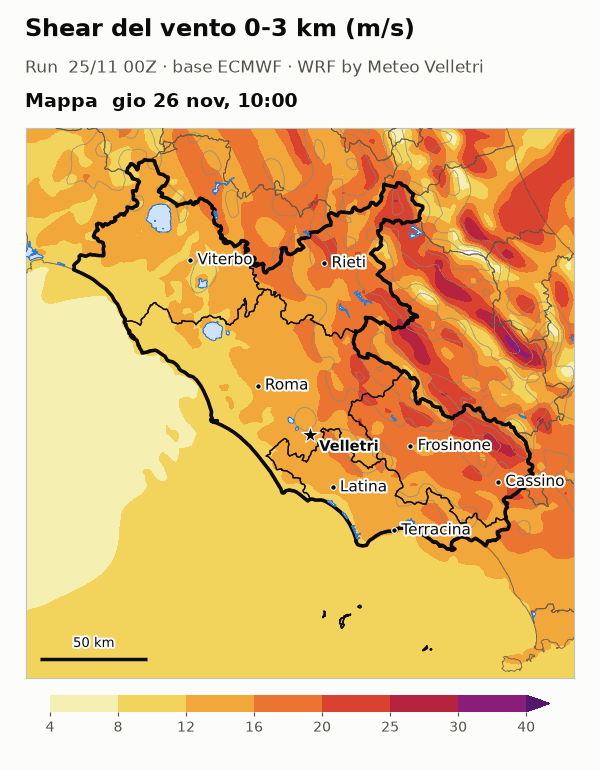 Shear del vento 0-3 km (m/s)
Run  25/11 00Z · base ECMWF · WRF by Meteo Velletri
Mappa  gio 26 nov, 10:00
Viterbo
Rieti
Roma
Velletri
Frosinone
Cassino
Latina
Terracina
50 km
4 8 12 16 20 25 30 40